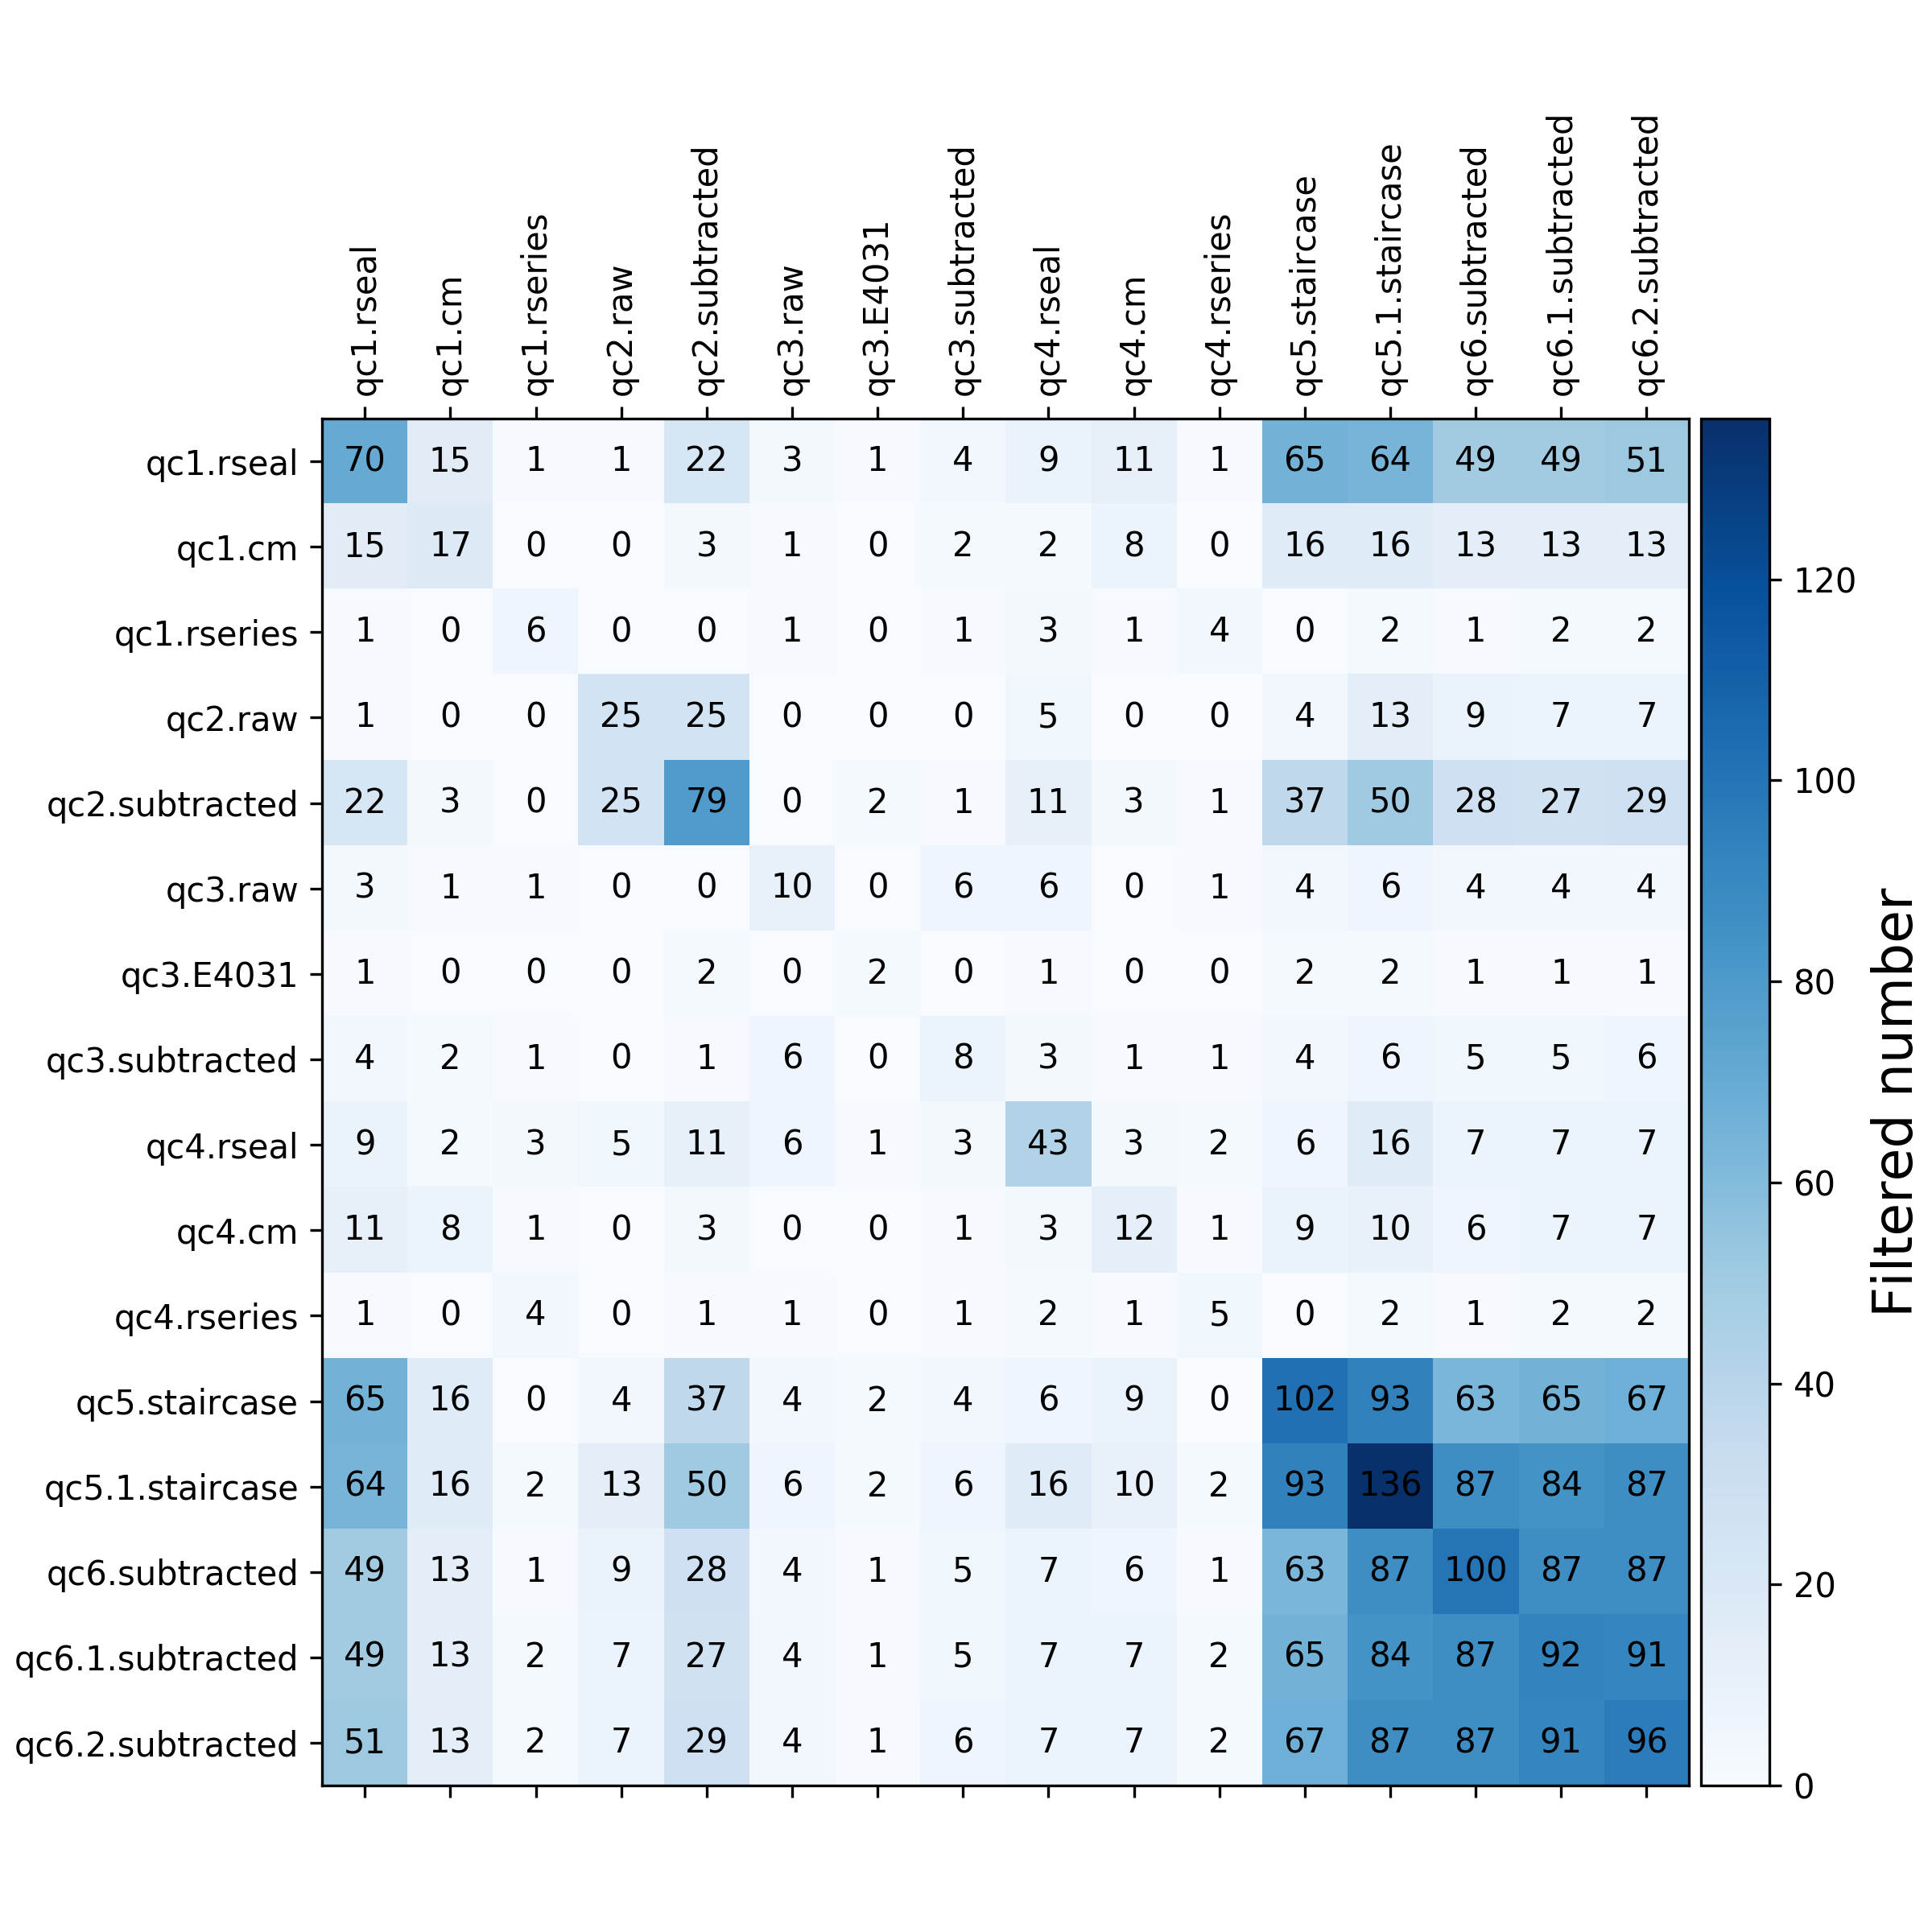 qc1.rseal qc1.cm qc1.rseries qc2.raw qc2.subtracted qc3.raw qc3.E4031 qc3.subtracted qc4.rseal qc4.cm qc4.rseries qc5.staircase qc5.1.staircase qc6.subtracted qc6.1.subtracted qc6.2.subtracted
qc1.rseal 70 15 1 1 22 3 1 4 9 11 1 65 64 49 49 51
qc1.cm 15 17 0 0 3 1 0 2 2 8 0 16 16 13 13 13
qc1.rseries 1 0 6 0 0 1 0 1 3 1 4 0 2 1 2 2
qc2.raw 1 0 0 25 25 0 0 0 5 0 0 4 13 9 7 7
qc2.subtracted 22 3 0 25 79 0 2 1 11 3 1 37 50 28 27 29
qc3.raw 3 1 1 0 0 10 0 6 6 0 1 4 6 4 4 4
qc3.E4031 1 0 0 0 2 0 2 0 1 0 0 2 2 1 1 1
qc3.subtracted 4 2 1 0 1 6 0 8 3 1 1 4 6 5 5 6
qc4.rseal 9 2 3 5 11 6 1 3 43 3 2 6 16 7 7 7
qc4.cm 11 8 1 0 3 0 0 1 3 12 1 9 10 6 7 7
qc4.rseries 1 0 4 0 1 1 0 1 2 1 5 0 2 1 2 2
qc5.staircase 65 16 0 4 37 4 2 4 6 9 0 102 93 63 65 67
qc5.1.staircase 64 16 2 13 50 6 2 6 16 10 2 93 136 87 84 87
qc6.subtracted 49 13 1 9 28 4 1 5 7 6 1 63 87 100 87 87
qc6.1.subtracted 49 13 2 7 27 4 1 5 7 7 2 65 84 87 92 91
qc6.2.subtracted 51 13 2 7 29 4 1 6 7 7 2 67 87 87 91 96
120
100
80
60
40
20
0
Filtered number